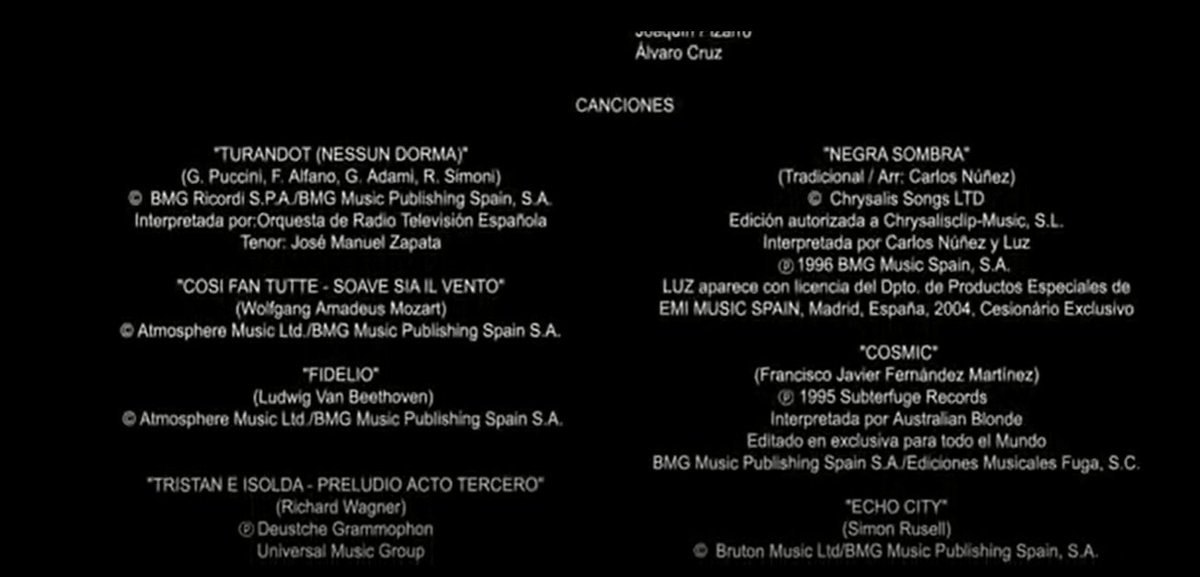 Álvaro Cruz
CANCIONES
"TURANDOT (NESSUN DORMA)"
(G. Puccini, F. Alfano, G. Adami, R. Simoni)
© BMG Ricordi S.P.A./BMG Music Publishing Spain, S.A.
Interpretada por:Orquesta de Radio Televisión Española
Tenor: José Manuel Zapata
"COSI FAN TUTTE - SOAVE SIA IL VENTO"
(Wolfgang Amadeus Mozart)
© Atmosphere Music Ltd./BMG Music Publishing Spain S.A.
"FIDELIO"
(Ludwig Van Beethoven)
© Atmosphere Music Ltd./BMG Music Publishing Spain S.A.
"TRISTAN E ISOLDA - PRELUDIO ACTO TERCERO"
(Richard Wagner)
℗ Deustche Grammophon
Universal Music Group
"NEGRA SOMBRA"
(Tradicional / Arr: Carlos Núñez)
© Chrysalis Songs LTD
Edición autorizada a Chrysalisclip-Music, S.L.
Interpretada por Carlos Núñez y Luz
℗ 1996 BMG Music Spain, S.A.
LUZ aparece con licencia del Dpto. de Productos Especiales de
EMI MUSIC SPAIN, Madrid, España, 2004, Cesionário Exclusivo
"COSMIC"
(Francisco Javier Fernández Martínez)
℗ 1995 Subterfuge Records
Interpretada por Australian Blonde
Editado en exclusiva para todo el Mundo
BMG Music Publishing Spain S.A./Ediciones Musicales Fuga, S.C.
"ECHO CITY"
(Simon Rusell)
© Bruton Music Ltd/BMG Music Publishing Spain, S.A.